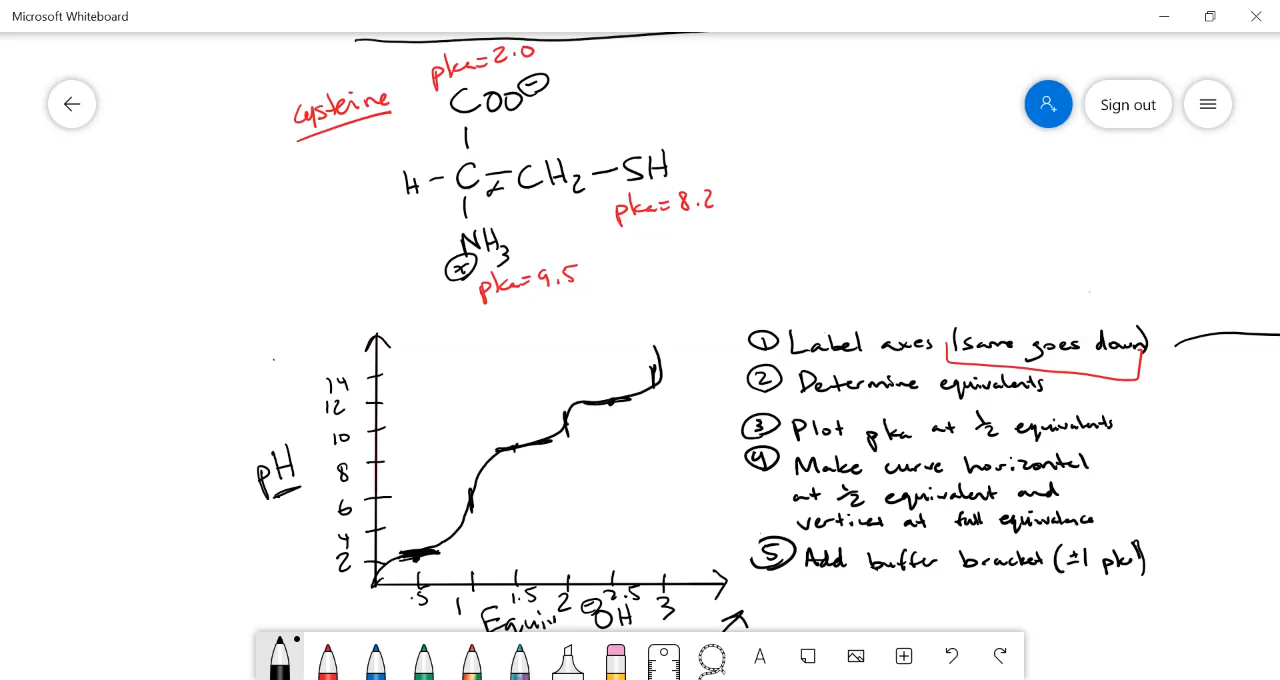 Microsoft Whiteboard
Sign out
pka=2.0
cysteine
COO⊖
H-C-CH2-SH
α
pka=8.2
NH3
⊕
pka=9.5
① Label axes (same goes down)
② Determine equivalents
③ Plot pka at 1/2 equivalents
④ Make curve horizontal
at 1/2 equivalent and
vertices at full equivalence
⑤ Add buffer bracket (±1 pka)
pH
14
12
10
8
6
4
2
.5 1 1.5 2 2.5 3
Equiv ⊖OH
A